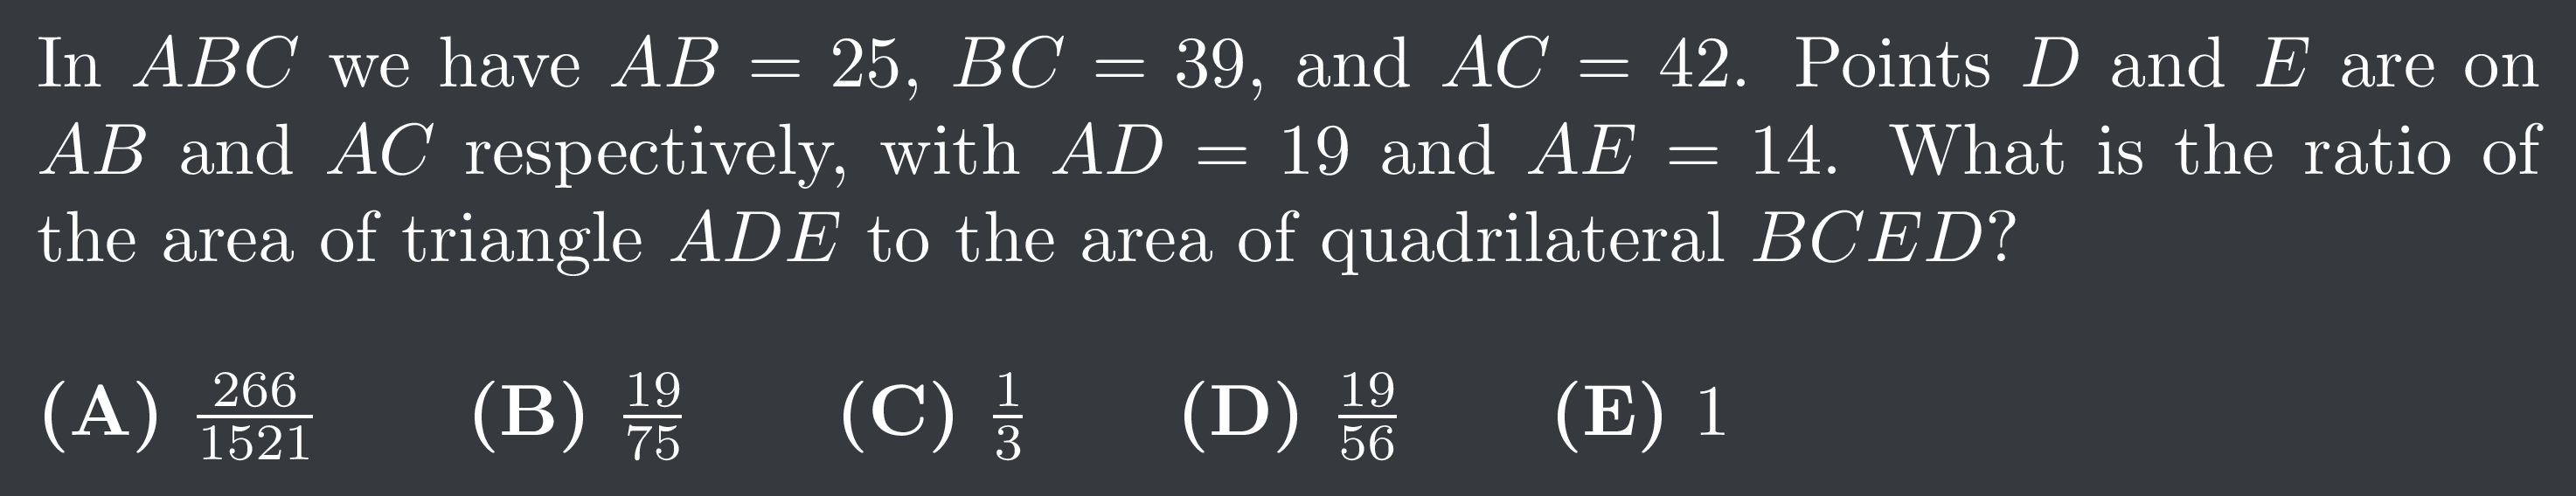 In ABC we have AB = 25, BC = 39, and AC = 42. Points D and E are on
AB and AC respectively, with AD = 19 and AE = 14. What is the ratio of
the area of triangle ADE to the area of quadrilateral BCED?
(A) 266/1521 (B) 19/75 (C) 1/3 (D) 19/56 (E) 1